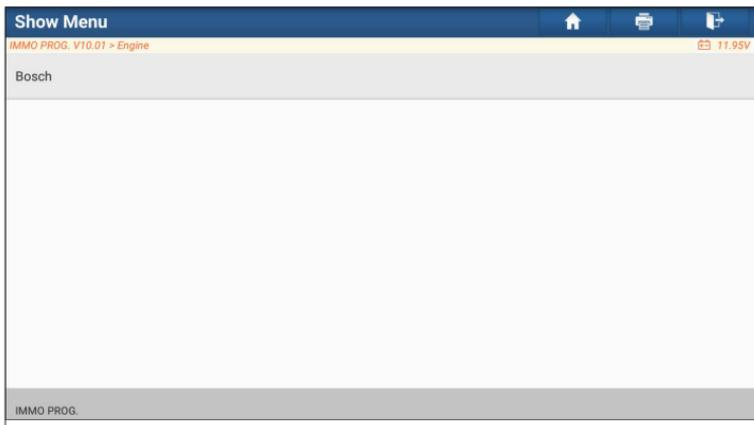 Show Menu
IMMO PROG. V10.01 > Engine 11.95V
Bosch
IMMO PROG.